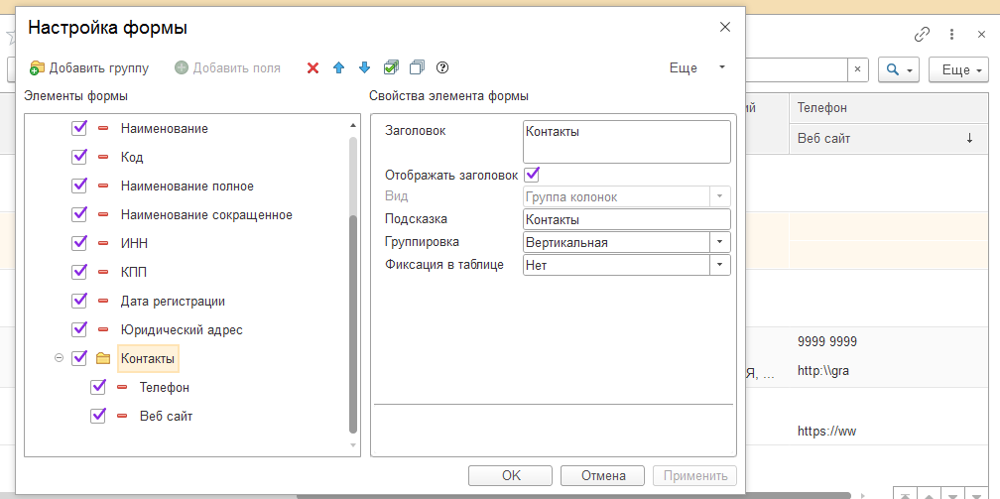 Настройка формы
Добавить группу
Добавить поля
Еще
Элементы формы
Свойства элемента формы
Наименование
Код
Наименование полное
Наименование сокращенное
ИНН
КПП
Дата регистрации
Юридический адрес
Контакты
Телефон
Веб сайт
Заголовок
Контакты
Отображать заголовок
Вид
Группа колонок
Подсказка
Контакты
Группировка
Вертикальная
Фиксация в таблице
Нет
OK
Отмена
Применить
Еще
ий
Телефон
Веб сайт
9999 9999
Я, ...
http:\\gra
https://ww